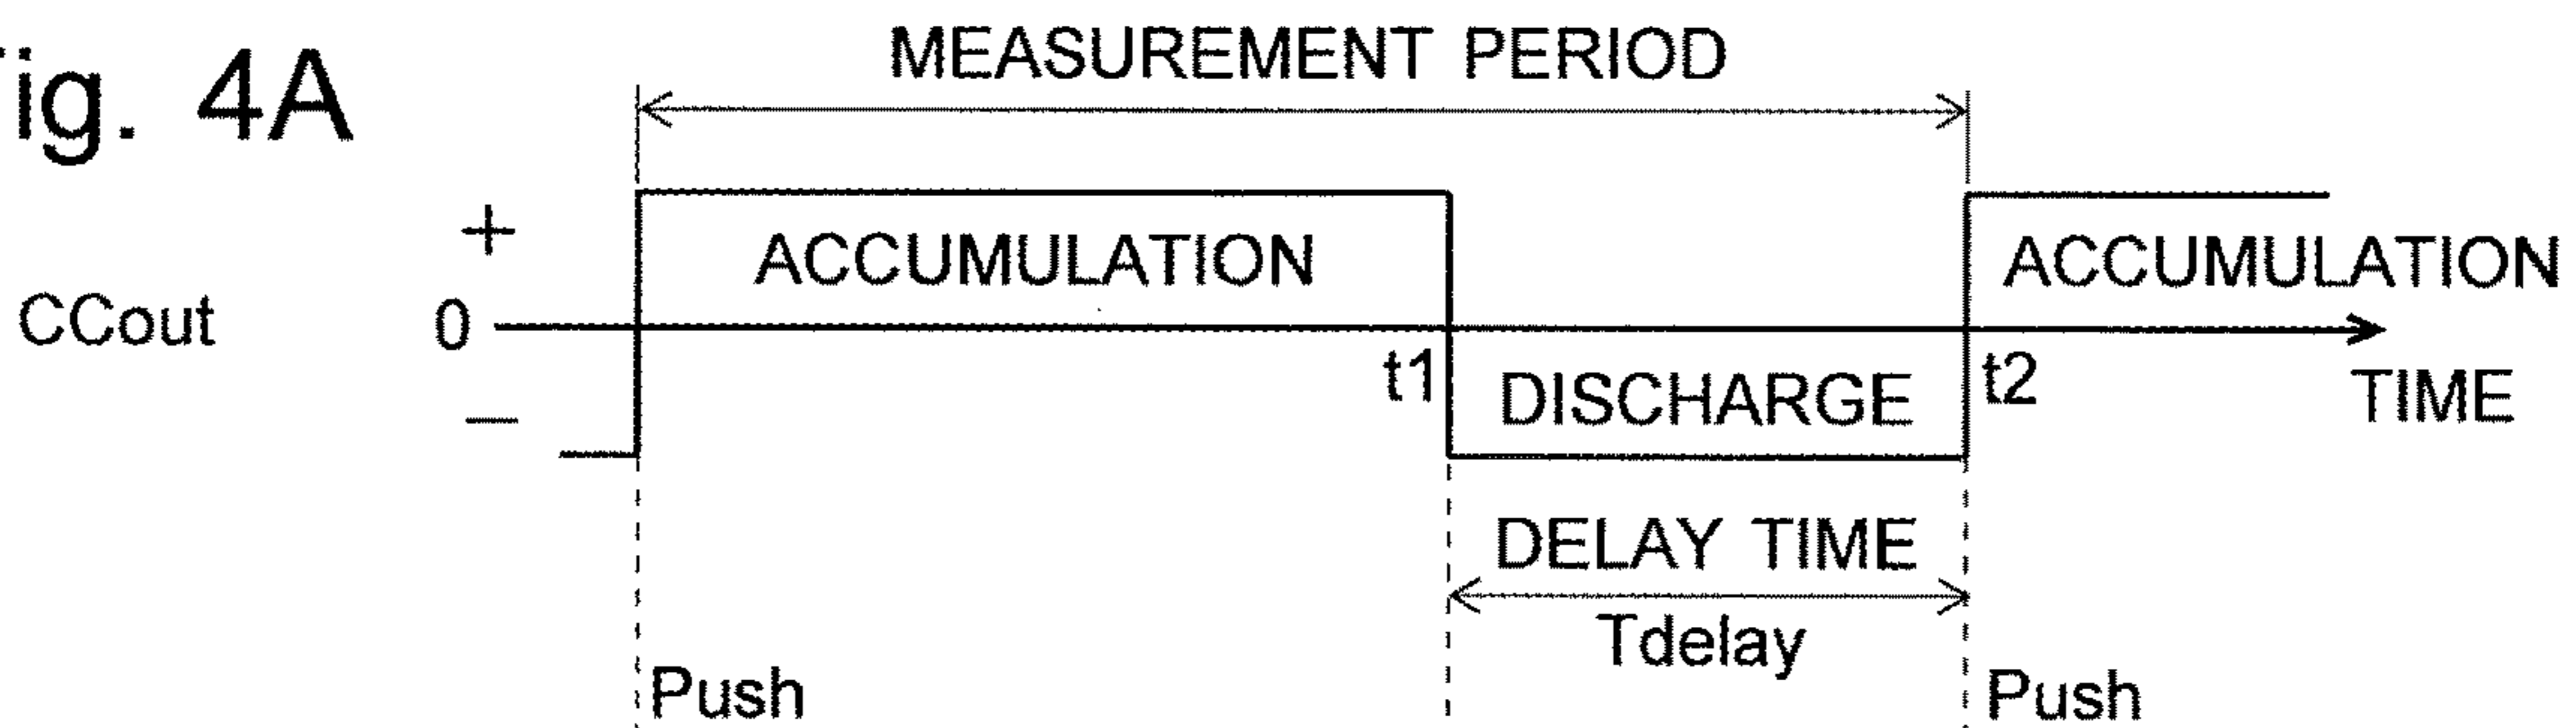 ig. 4A
MEASUREMENT PERIOD
+
ACCUMULATION
ACCUMULATION
CCout
0
t1
t2
DISCHARGE
TIME
−
DELAY TIME
Tdelay
Push
Push